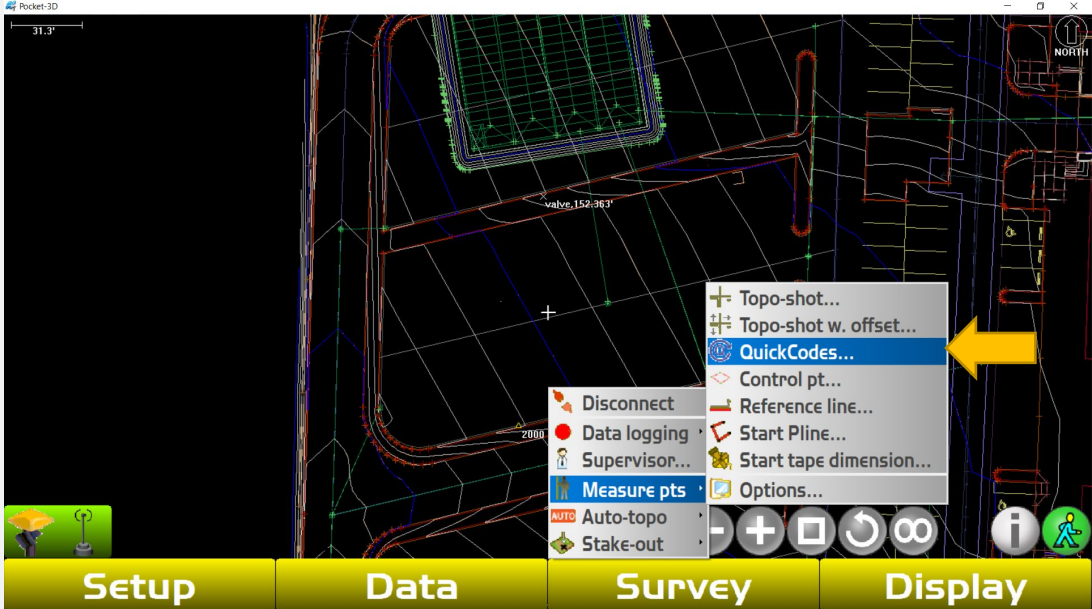 Pocket-3D
31.3'
NORTH
valve,152.363'
2000
Topo-shot...
Topo-shot w. offset...
QuickCodes...
Control pt...
Reference line...
Start Pline...
Start tape dimension...
Options...
Disconnect
Data logging
Supervisor...
Measure pts
AUTO Auto-topo
Stake-out
Setup
Data
Survey
Display